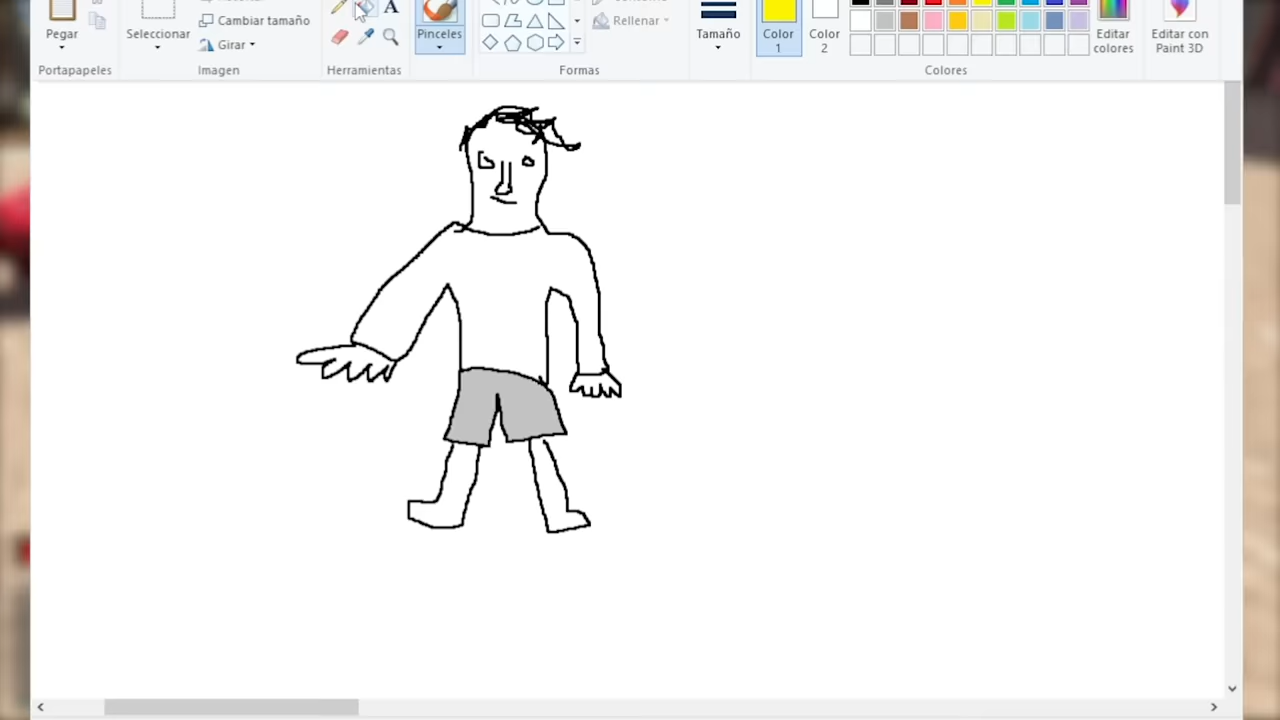 Cambiar tamaño
A
Rellenar
Pegar
Seleccionar
Girar
Pinceles
Tamaño
Color
1
Color
2
Editar
colores
Editar con
Paint 3D
Portapapeles
Imagen
Herramientas
Formas
Colores